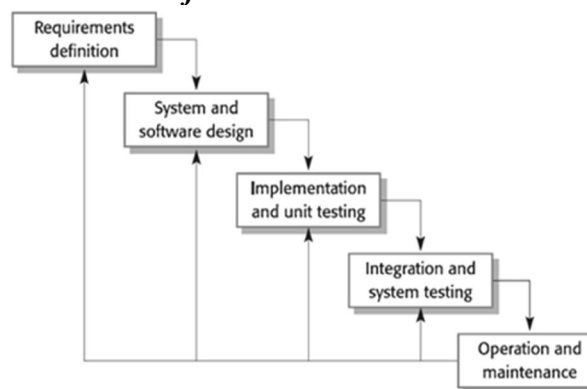 Requirements
definition
System and
software design
Implementation
and unit testing
Integration and
system testing
Operation and
maintenance